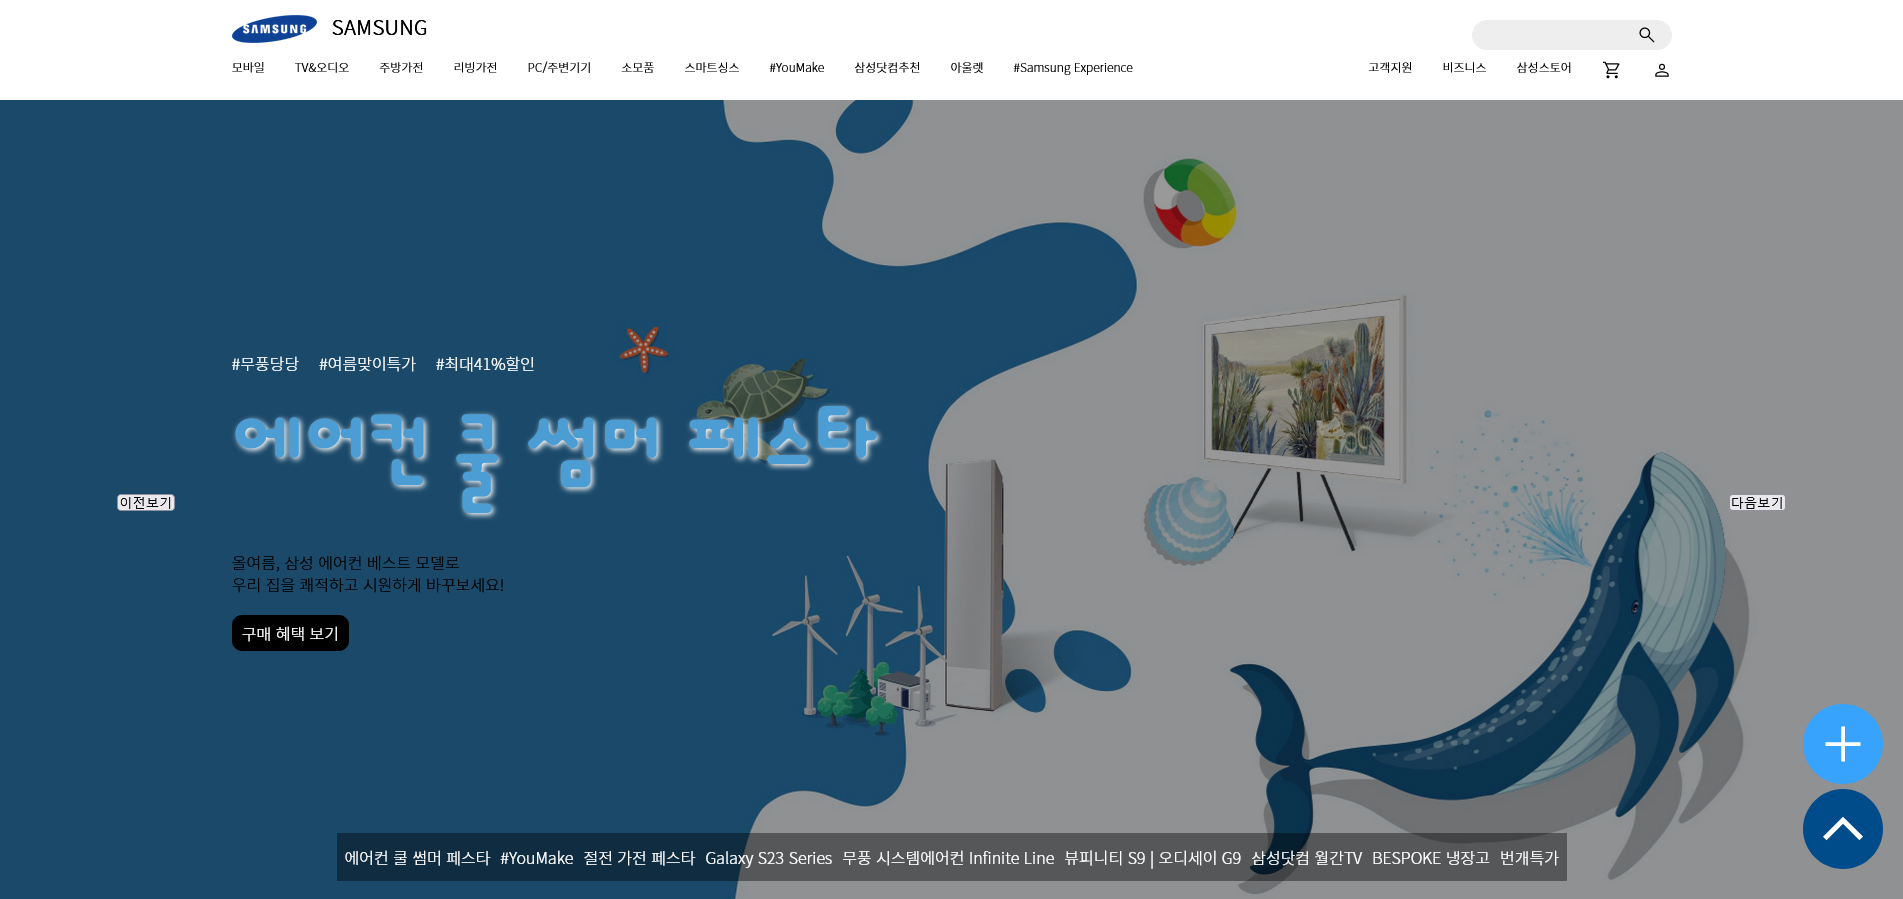 SAMSUNG SAMSUNG
모바일 TV&오디오 주방가전 리빙가전 PC/주변기기 소모품 스마트싱스 #YouMake 삼성닷컴추천 아울렛 #Samsung Experience 고객지원 비즈니스 삼성스토어
#무풍당당 #여름맞이특가 #최대41%할인
에어컨 쿨 썸머 페스타
이전보기 다음보기
올여름, 삼성 에어컨 베스트 모델로
우리 집을 쾌적하고 시원하게 바꾸보세요!
구매 혜택 보기
에어컨 쿨 썸머 페스타 #YouMake 절전 가전 페스타 Galaxy S23 Series 무풍 시스템에어컨 Infinite Line 뷰피니티 S9 | 오디세이 G9 삼성닷컴 월간TV BESPOKE 냉장고 번개특가